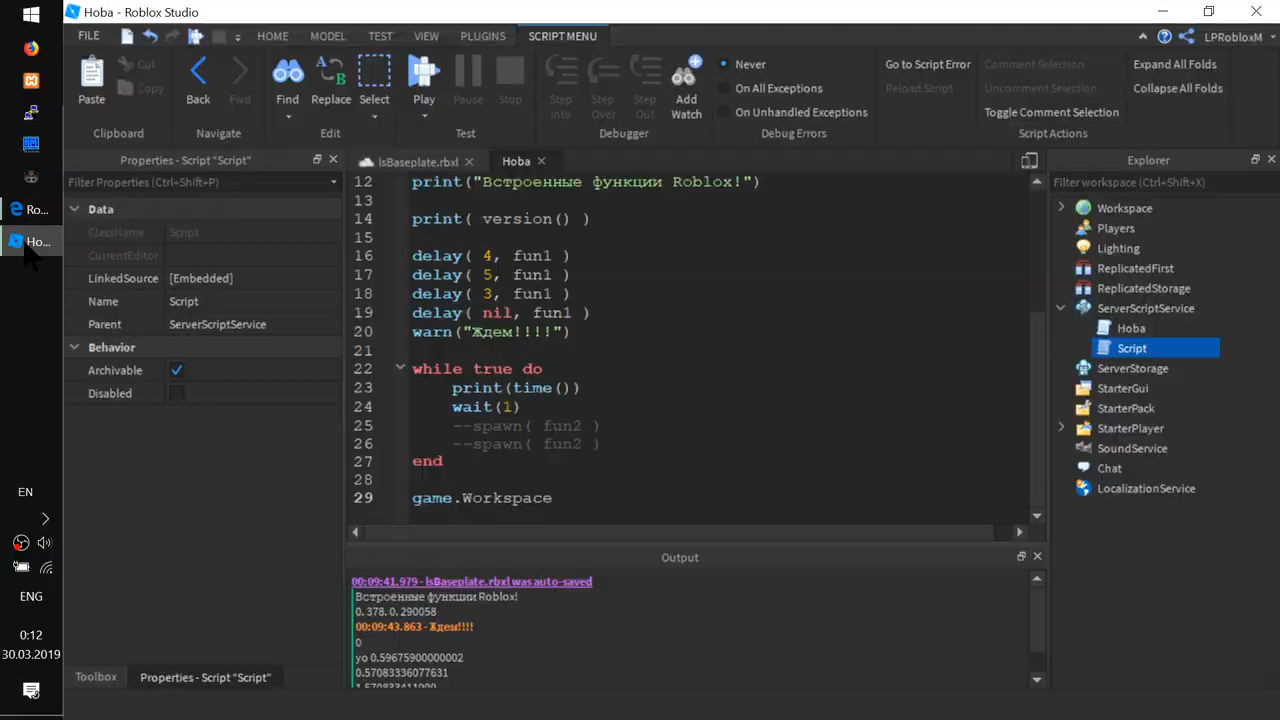 Hoba - Roblox Studio
FILE HOME MODEL TEST VIEW PLUGINS SCRIPT MENU LPRobloxM
Paste Cut Copy Clipboard
Back Fwd Navigate
Find Replace Select Edit
Play Pause Stop Test
Step Into Step Over Step Out Add Watch Debugger
Never
On All Exceptions
On Unhandled Exceptions
Debug Errors
Go to Script Error
Reload Script
Comment Selection
Uncomment Selection
Toggle Comment Selection
Expand All Folds
Collapse All Folds
Script Actions
Properties - Script "Script"
Filter Properties (Ctrl+Shift+P)
Data
ClassName Script
CurrentEditor
LinkedSource [Embedded]
Name Script
Parent ServerScriptService
Behavior
Archivable
Disabled
Toolbox Properties - Script "Script"
lsBaseplate.rbxl Hoba
12 print("Встроенные функции Roblox!")
13
14 print( version() )
15
16 delay( 4, fun1 )
17 delay( 5, fun1 )
18 delay( 3, fun1 )
19 delay( nil, fun1 )
20 warn("Ждем!!!!")
21
22 while true do
23 print(time())
24 wait(1)
25 --spawn( fun2 )
26 --spawn( fun2 )
27 end
28
29 game.Workspace
Output
00:09:41.979 - lsBaseplate.rbxl was auto-saved
Встроенные функции Roblox!
0. 378. 0. 290058
00:09:43.863 - Ждем!!!!
0
yo 0.59675900000002
0.57083336077631
Explorer
Filter workspace (Ctrl+Shift+X)
Workspace
Players
Lighting
ReplicatedFirst
ReplicatedStorage
ServerScriptService
Hoba
Script
ServerStorage
StarterGui
StarterPack
StarterPlayer
SoundService
Chat
LocalizationService
Ro...
Ho...
EN
ENG
0:12
30.03.2019